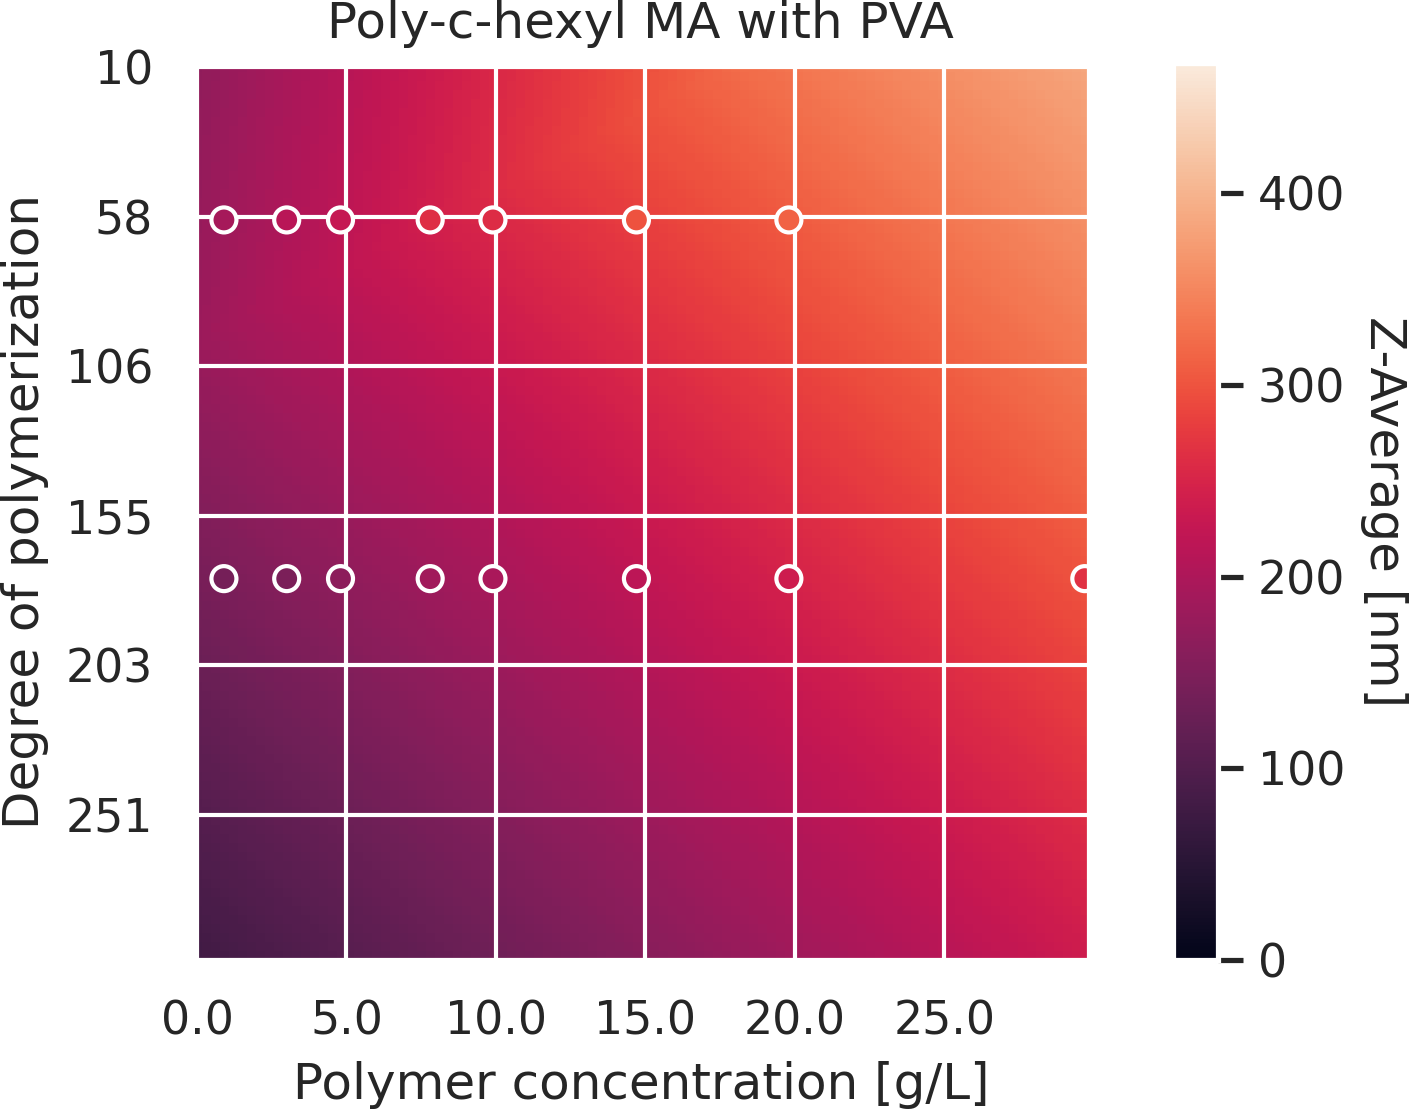 Poly-c-hexyl MA with PVA
Degree of polymerization
10
58
106
155
203
251
0.0 5.0 10.0 15.0 20.0 25.0
Polymer concentration [g/L]
400
300
200
100
0
Z-Average [nm]